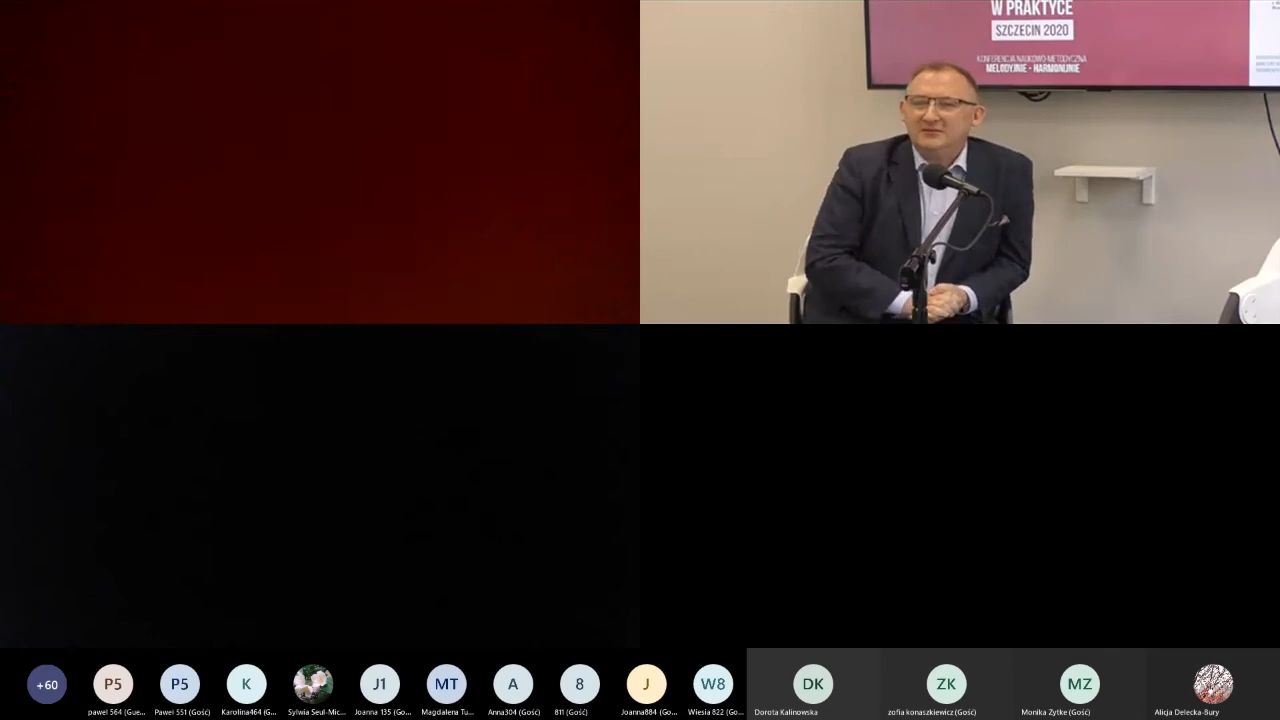 W PRAKTYCE
SZCZECIN 2020
KONFERENCJA NAUKOWO-METODYCZNA
MELODYJNIE - HARMONIJNIE
+60
P5
P5
K
J1
MT
A
8
J
W8
DK
ZK
MZ
pawel 564 (Gue...
Paweł 551 (Gość)
Karolina464 (G...
Sylwia Seul-Mic...
Joanna 135 (Go...
Magdalena Tu...
Anna304 (Gość)
811 (Gość)
Joanna884 (Go...
Wiesia 822 (Go...
Dorota Kalinowska
zofia konaszkiewicz (Gość)
Monika Zytke (Gość)
Alicja Delecka-Bury